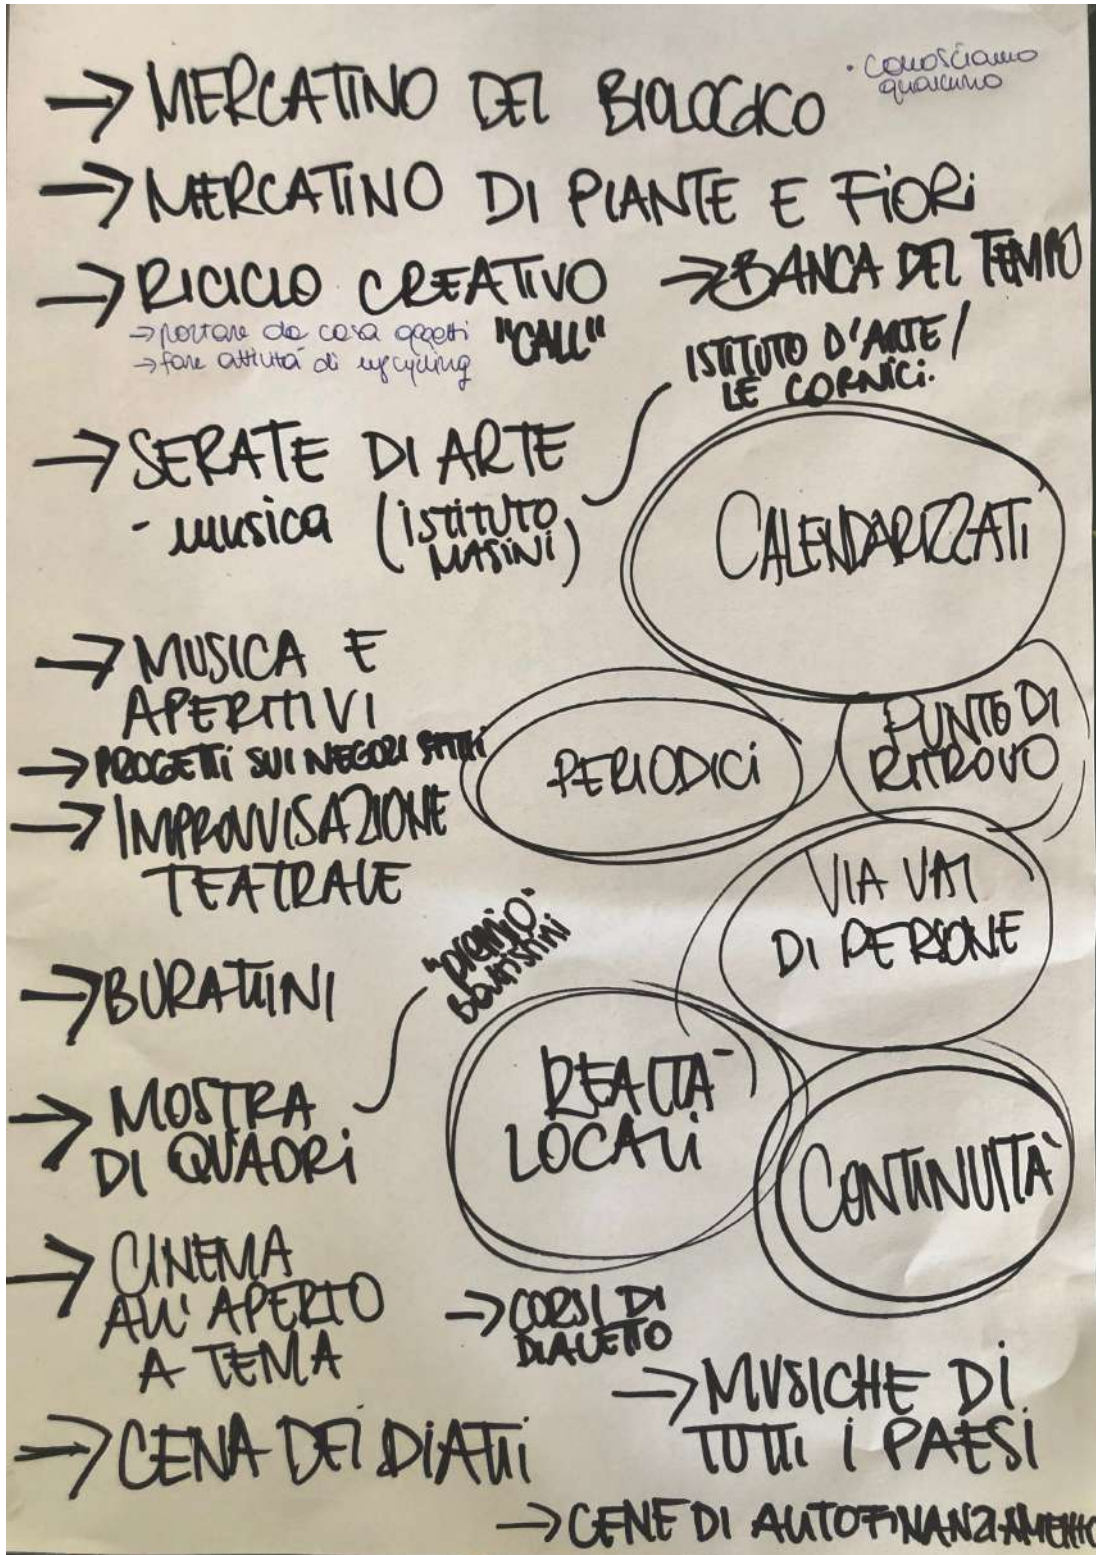 → MERCATINO DEL BIOLOGICO
• conosciamo
qualcuno
→ MERCATINO DI PIANTE E FIORI
→ RICICLO CREATIVO
"CALL"
→ portare da casa oggetti
→ fare attività di upcycling
→ BANCA DEL TEMPO
ISTITUTO D'ARTE /
LE CORNICI.
→ SERATE DI ARTE
- musica (ISTITUTO
MASINI)
CALENDARIZZATI
→ MUSICA E
APERITIVI
→ PROGETTI SUI NEGOZI SFITTI
PERIODICI
PUNTO DI
RITROVO
→ IMPROVVISAZIONE
TEATRALE
VIA VAI
DI PERSONE
→ BURATTINI
"premio
→ MOSTRA
DI QUADRI
REALTÀ
LOCALI
CONTINUITÀ
→ CINEMA
ALL'APERTO
A TEMA
→ CORSI DI
DIALETTO
→ MUSICHE DI
TUTTI I PAESI
→ CENA DEI PIATTI
→ CENE DI AUTOFINANZIAMENTO